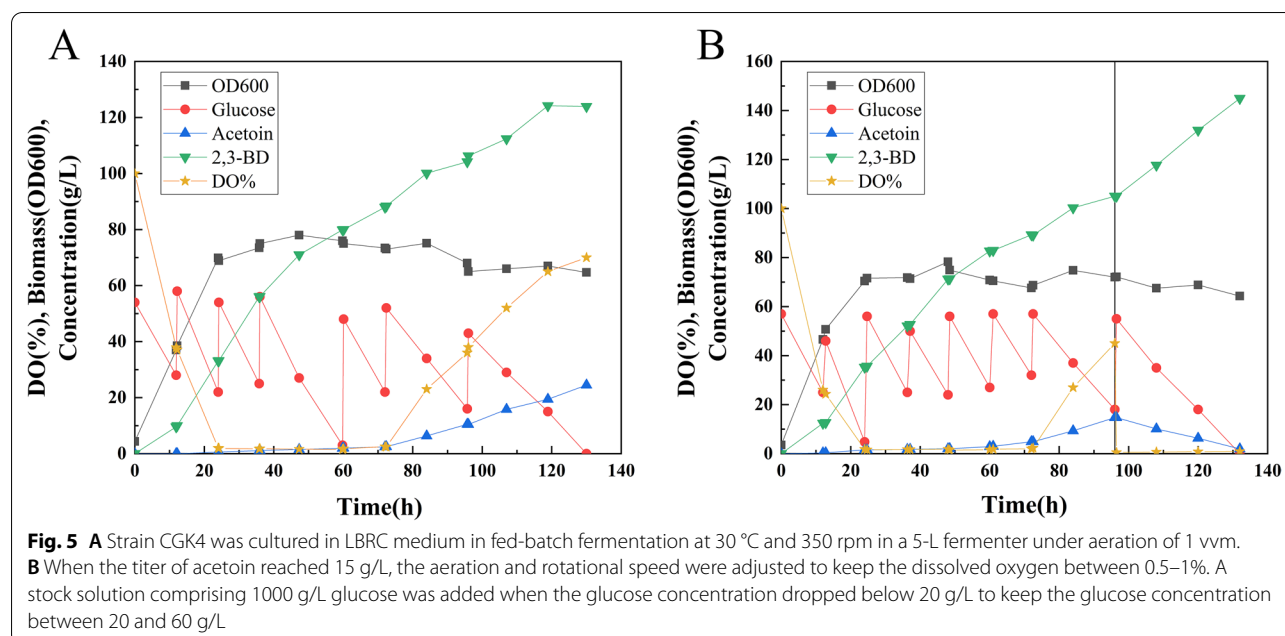 A
DO(%), Biomass(OD600),
Concentration(g/L)
140
120
100
80
60
40
20
0
OD600
Glucose
Acetoin
2,3-BD
DO%
0 20 40 60 80 100 120 140
Time(h)
B
DO(%), Biomass(OD600),
Concentration(g/L)
160
140
120
100
80
60
40
20
0
OD600
Glucose
Acetoin
2,3-BD
DO%
0 20 40 60 80 100 120 140
Time(h)
Fig. 5 A Strain CGK4 was cultured in LBRC medium in fed-batch fermentation at 30 °C and 350 rpm in a 5-L fermenter under aeration of 1 vvm.
B When the titer of acetoin reached 15 g/L, the aeration and rotational speed were adjusted to keep the dissolved oxygen between 0.5–1%. A
stock solution comprising 1000 g/L glucose was added when the glucose concentration dropped below 20 g/L to keep the glucose concentration
between 20 and 60 g/L